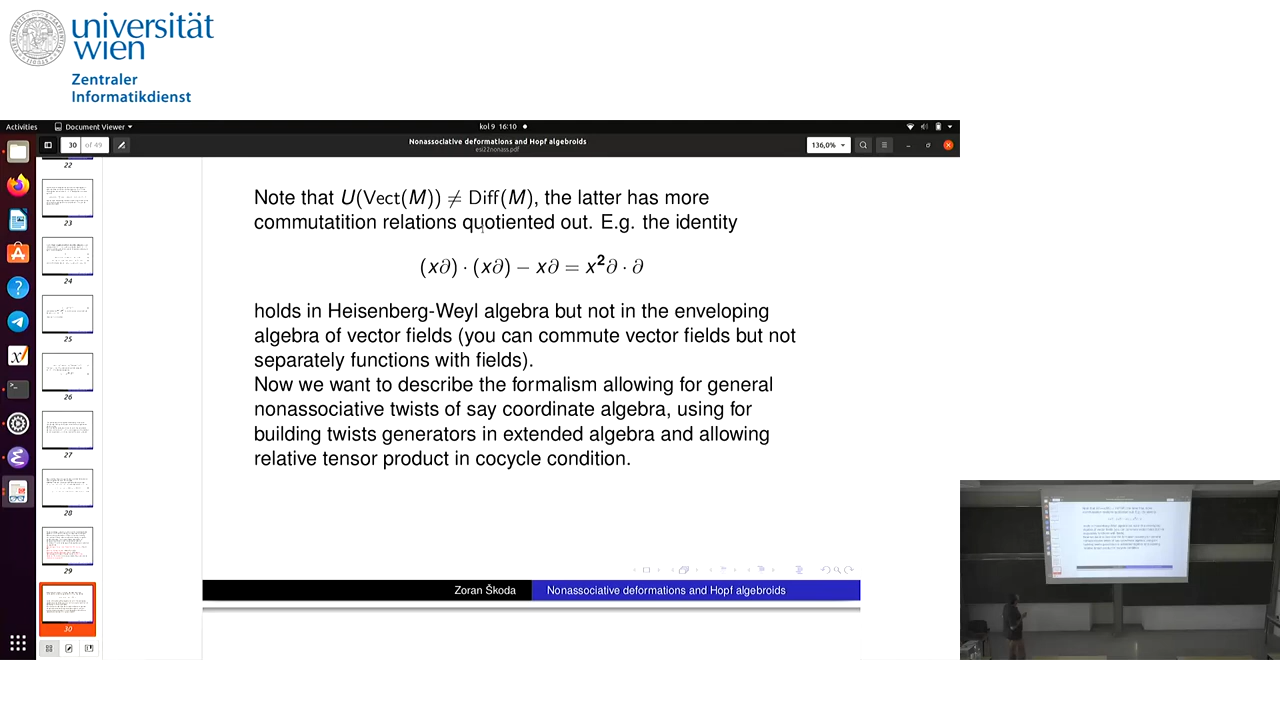 universität
wien
Zentraler
Informatikdienst
Activities Document Viewer kol 9 16:10
30 of 49 Nonassociative deformations and Hopf algebroids 136,0%
esi22nonass.pdf
22
23
24
25
26
27
28
29
30
Note that U(Vect(M)) ≠ Diff(M), the latter has more
commutatition relations quotiented out. E.g. the identity
(x∂) · (x∂) − x∂ = x²∂ · ∂
holds in Heisenberg-Weyl algebra but not in the enveloping
algebra of vector fields (you can commute vector fields but not
separately functions with fields).
Now we want to describe the formalism allowing for general
nonassociative twists of say coordinate algebra, using for
building twists generators in extended algebra and allowing
relative tensor product in cocycle condition.
Zoran Škoda Nonassociative deformations and Hopf algebroids